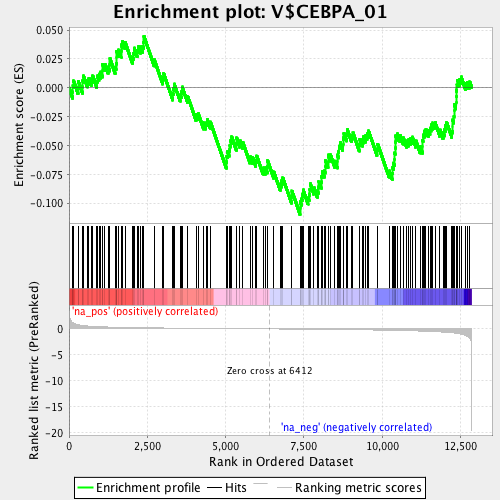 Enrichment plot: V$CEBPA_01
Enrichment score (ES)
0.050
0.025
0.000
-0.025
-0.050
-0.075
-0.100
Ranked list metric (PreRanked)
'na_pos' (positively correlated)
0
-5
-10
-15
-20
Zero cross at 6412
'na_neg' (negatively correlated)
0
2,500
5,000
7,500
10,000
12,500
Rank in Ordered Dataset
Enrichment profile
Hits
Ranking metric scores